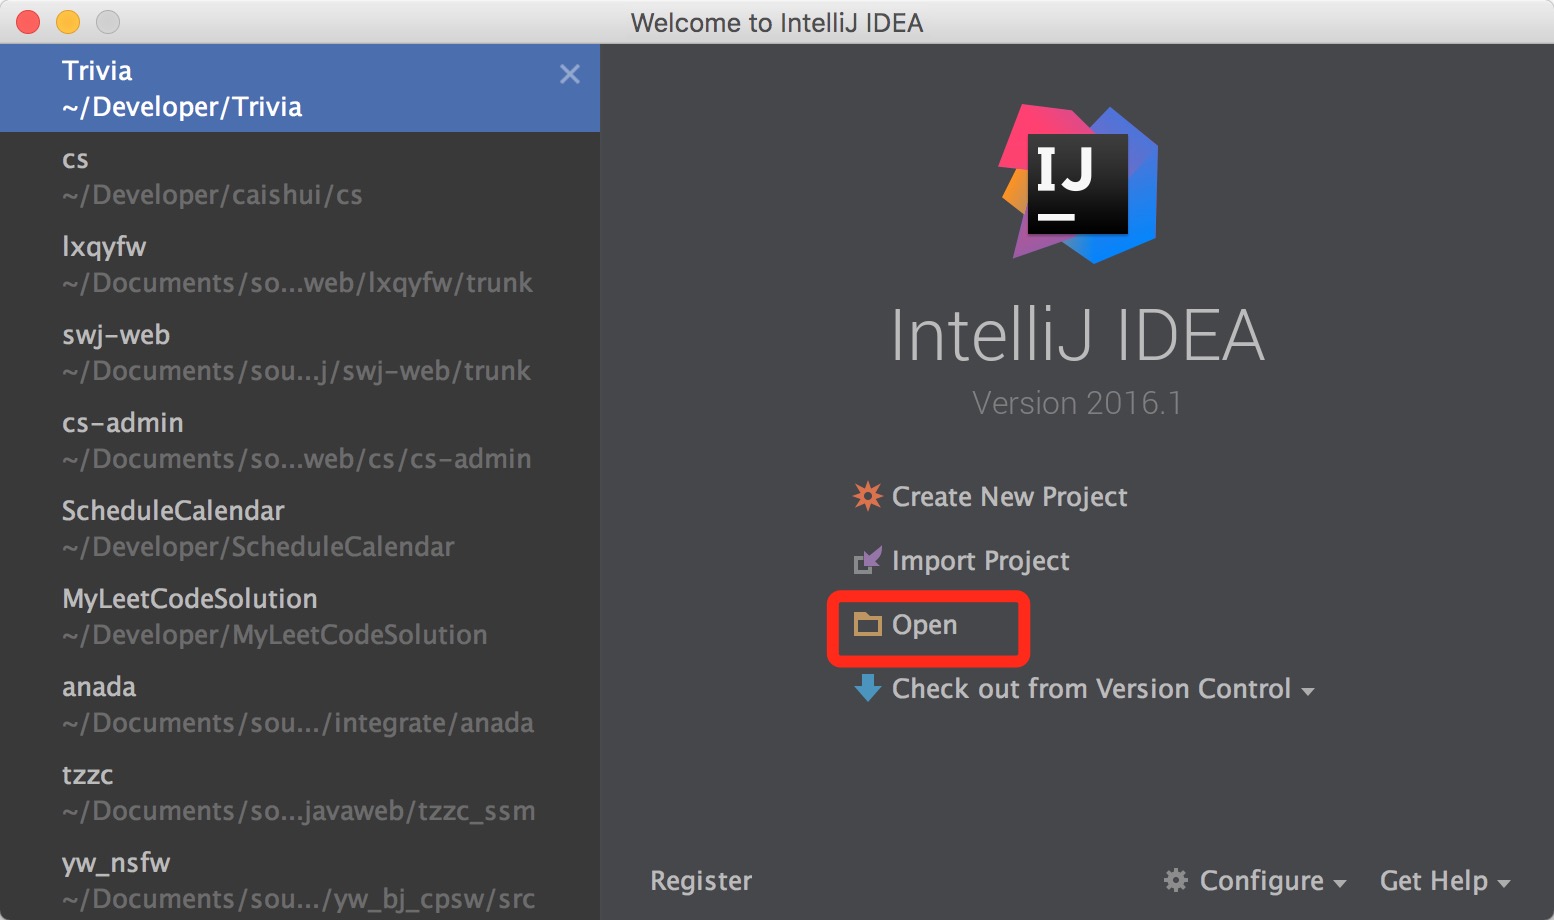 Welcome to IntelliJ IDEA
Trivia
~/Developer/Trivia
cs
~/Developer/caishui/cs
lxqyfw
~/Documents/so...web/lxqyfw/trunk
swj-web
~/Documents/sou...j/swj-web/trunk
cs-admin
~/Documents/so...web/cs/cs-admin
ScheduleCalendar
~/Developer/ScheduleCalendar
MyLeetCodeSolution
~/Developer/MyLeetCodeSolution
anada
~/Documents/sou.../integrate/anada
tzzc
~/Documents/so...javaweb/tzzc_ssm
yw_nsfw
~/Documents/sou.../yw_bj_cpsw/src
IJ
IntelliJ IDEA
Version 2016.1
Create New Project
Import Project
Open
Check out from Version Control
Register
Configure
Get Help